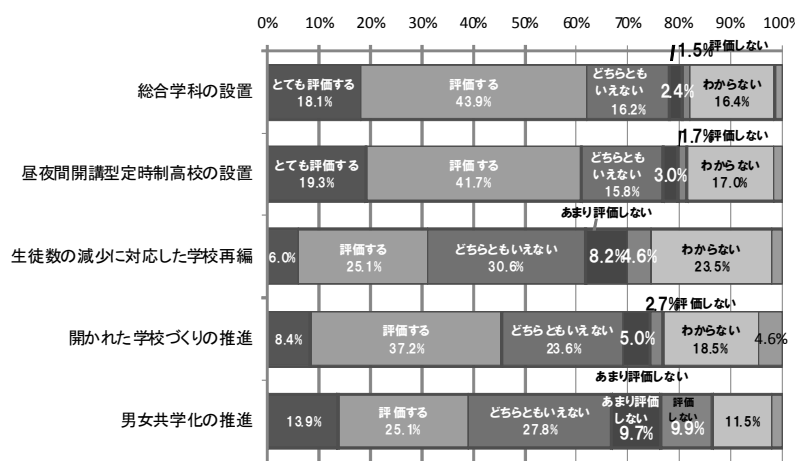 0% 10% 20% 30% 40% 50% 60% 70% 80% 90% 100%
1.5% 評価しない
総合学科の設置
とても評価する
18.1%
評価する
43.9%
どちらとも
いえない
16.2%
2.4%
わからない
16.4%
1.7%評価しない
昼夜間開講型定時制高校の設置
とても評価する
19.3%
評価する
41.7%
どちらとも
いえない
15.8%
3.0%
わからない
17.0%
あまり評価しない
生徒数の減少に対応した学校再編
6.0%
評価する
25.1%
どちらともいえない
30.6%
8.2%
4.6%
わからない
23.5%
2.7%評価しない
開かれた学校づくりの推進
8.4%
評価する
37.2%
どちらともいえない
23.6%
5.0%
わからない
18.5%
4.6%
あまり評価しない
男女共学化の推進
13.9%
評価する
25.1%
どちらともいえない
27.8%
あまり評価
しない
9.7%
評価
しない
9.9%
11.5%